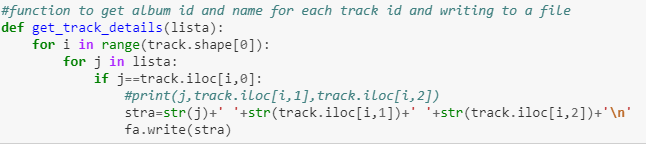 #function to get album id and name for each track id and writing to a file
def get_track_details(lista):
    for i in range(track.shape[0]):
        for j in lista:
            if j==track.iloc[i,0]:
                #print(j,track.iloc[i,1],track.iloc[i,2])
                stra=str(j)+' '+str(track.iloc[i,1])+' '+str(track.iloc[i,2])+'\n'
                fa.write(stra)